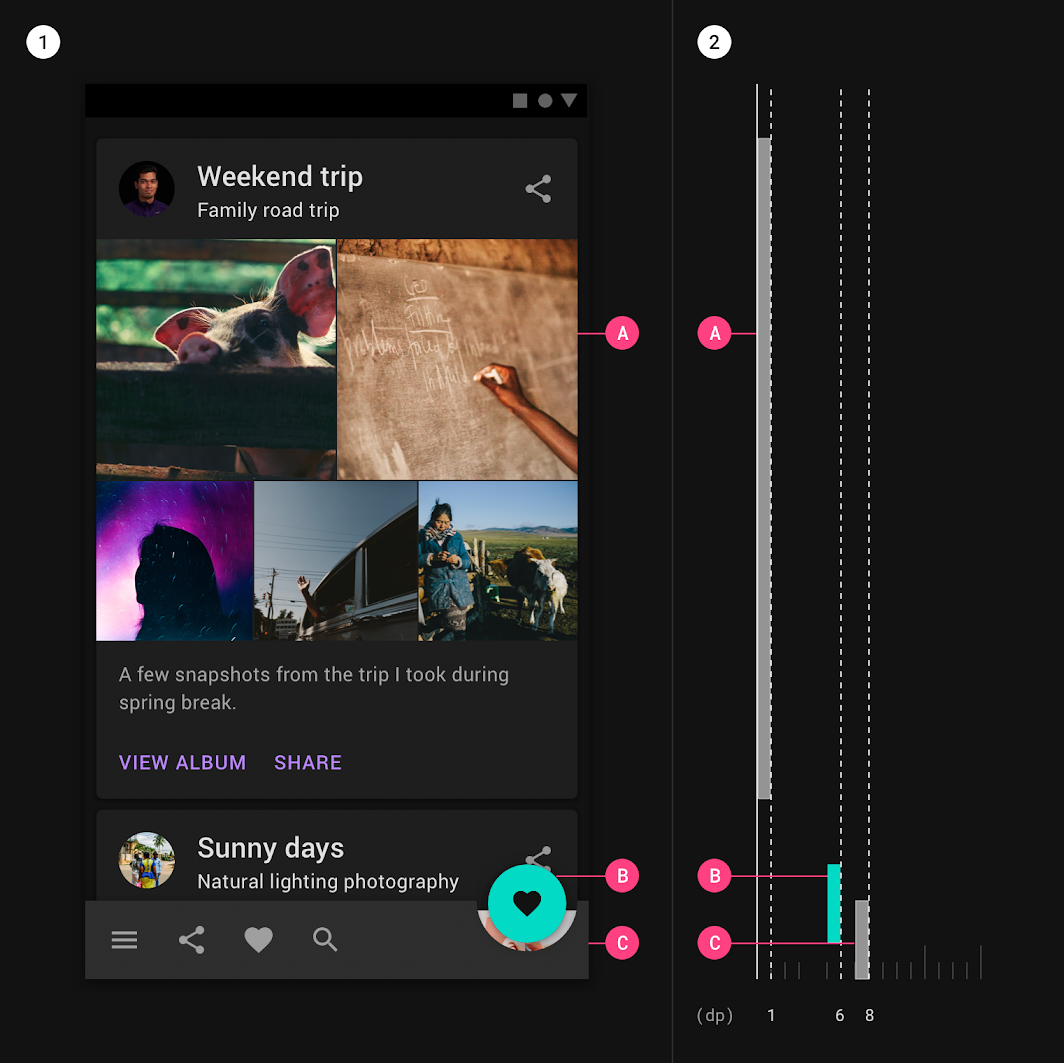 1
2
Weekend trip
Family road trip
A
A
A few snapshots from the trip I took during
spring break.
VIEW ALBUM
SHARE
Sunny days
Natural lighting photography
B
B
C
C
(dp)
1
6
8